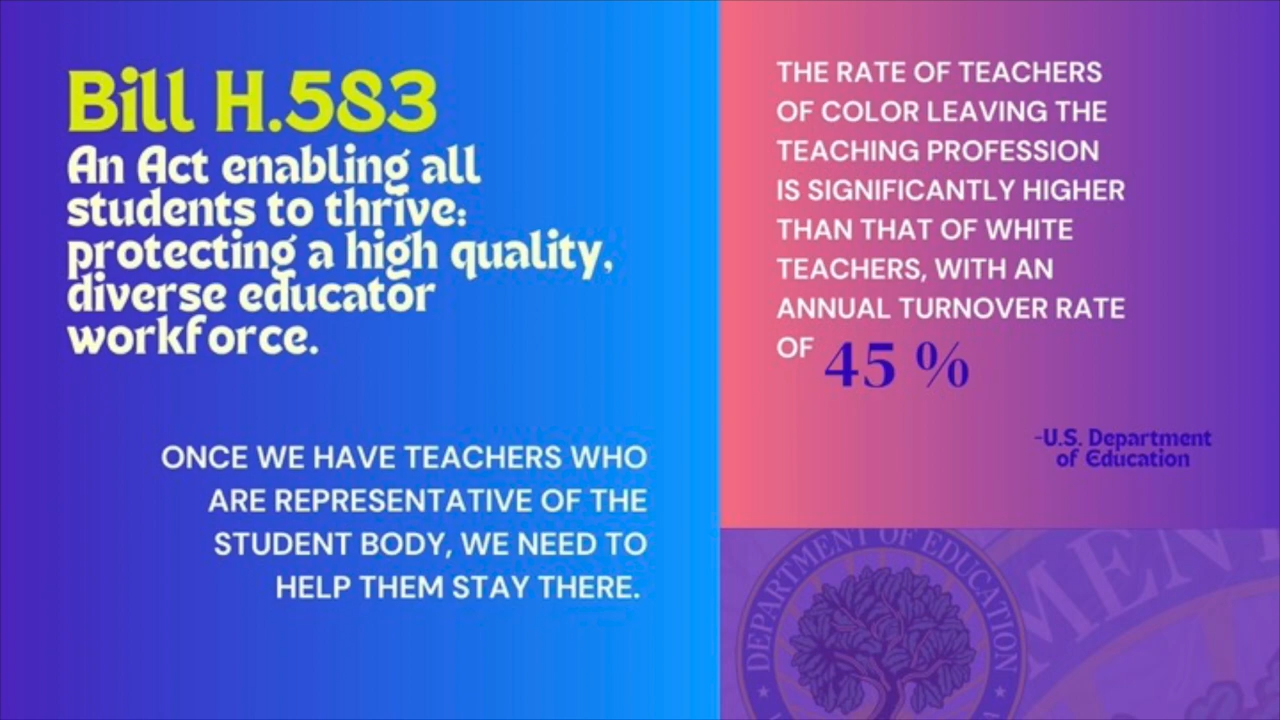 Bill H.583
An Act enabling all
students to thrive:
protecting a high quality,
diverse educator
workforce.
ONCE WE HAVE TEACHERS WHO
ARE REPRESENTATIVE OF THE
STUDENT BODY, WE NEED TO
HELP THEM STAY THERE.
THE RATE OF TEACHERS
OF COLOR LEAVING THE
TEACHING PROFESSION
IS SIGNIFICANTLY HIGHER
THAN THAT OF WHITE
TEACHERS, WITH AN
ANNUAL TURNOVER RATE
OF 45 %
-U.S. Department
of Education
DEPARTMENT OF EDUCATION
MENT